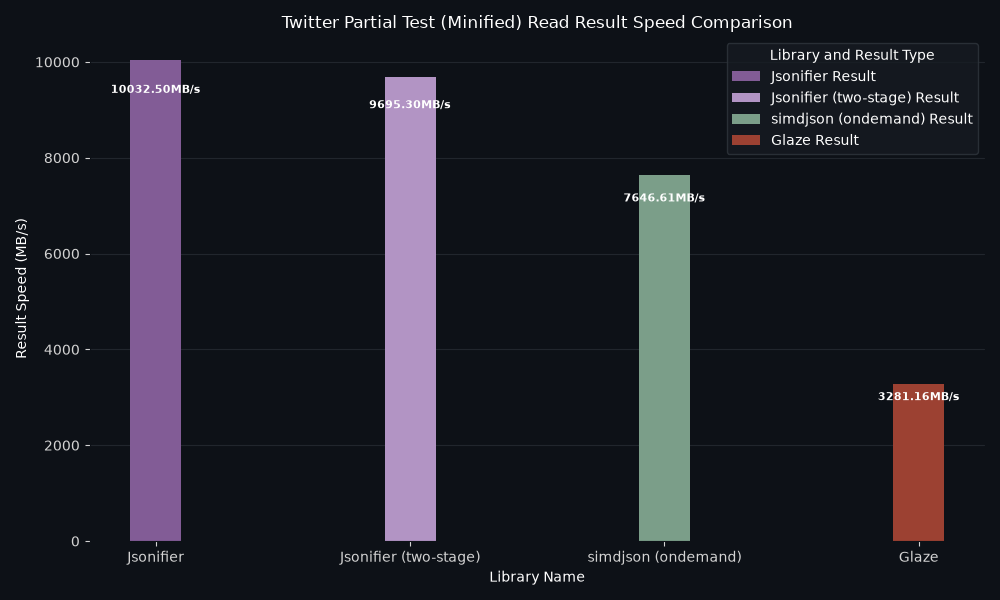 Twitter Partial Test (Minified) Read Result Speed Comparison
Library and Result Type
Jsonifier Result
Jsonifier (two-stage) Result
simdjson (ondemand) Result
Glaze Result
Result Speed (MB/s)
10000
8000
6000
4000
2000
0
10032.50MB/s
9695.30MB/s
7646.61MB/s
3281.16MB/s
Jsonifier
Jsonifier (two-stage)
simdjson (ondemand)
Glaze
Library Name